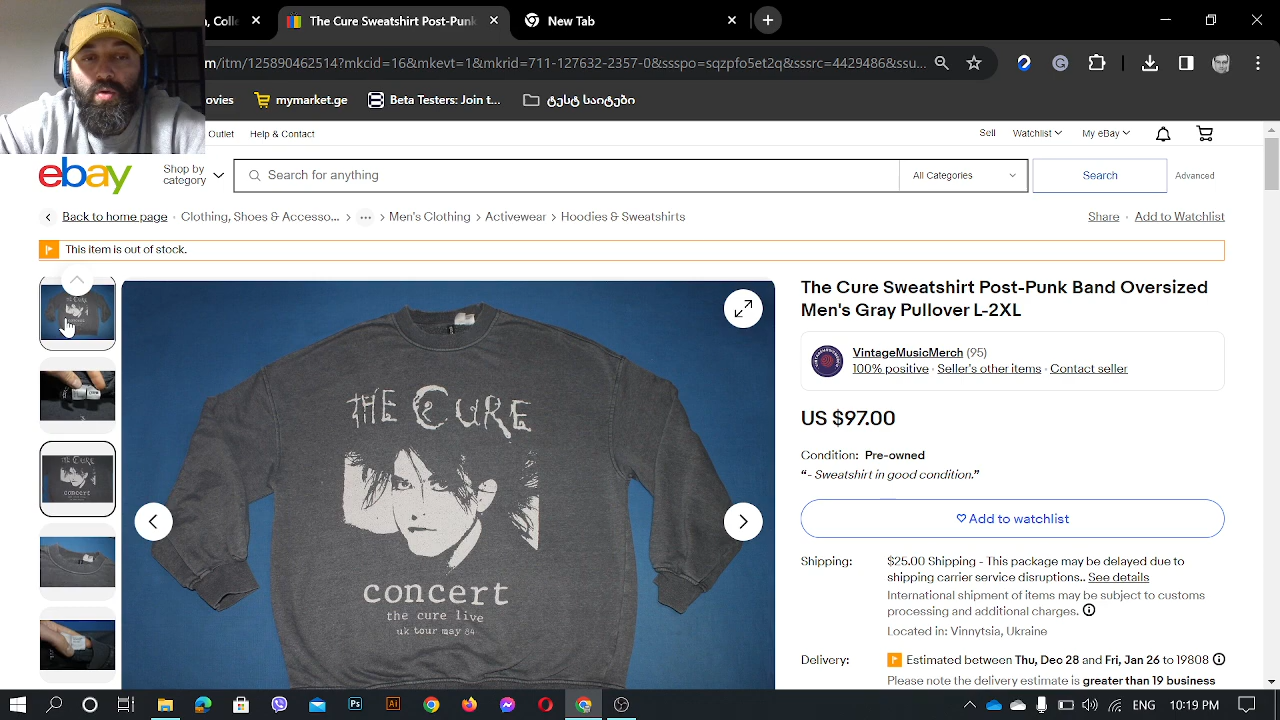 , Colle
The Cure Sweatshirt Post-Punk
New Tab
m/itm/125890462514?mkcid=16&mkevt=1&mkrid=711-127632-2357-0&ssspo=sqzpfo5et2q&sssrc=4429486&ssu...
ovies
mymarket.ge
Beta Testers: Join t...
ტესტ საიტები
Outlet
Help & Contact
Sell
Watchlist
My eBay
ebay
Shop by category
Search for anything
All Categories
Search
Advanced
Back to home page
Clothing, Shoes & Accesso...
...
Men's Clothing
Activewear
Hoodies & Sweatshirts
Share
Add to Watchlist
This item is out of stock.
THE CURE
concert
the cure live
uk tour may 84
The Cure Sweatshirt Post-Punk Band Oversized
Men's Gray Pullover L-2XL
VintageMusicMerch (95)
100% positive · Seller's other items · Contact seller
US $97.00
Condition: Pre-owned
“- Sweatshirt in good condition.”
Add to watchlist
Shipping: $25.00 Shipping - This package may be delayed due to
shipping carrier service disruptions.. See details
International shipment of items may be subject to customs
processing and additional charges.
Located in: Vinnytsia, Ukraine
Delivery: Estimated between Thu, Dec 28 and Fri, Jan 26 to 19808
Please note the delivery estimate is greater than 19 business
ENG
10:19 PM